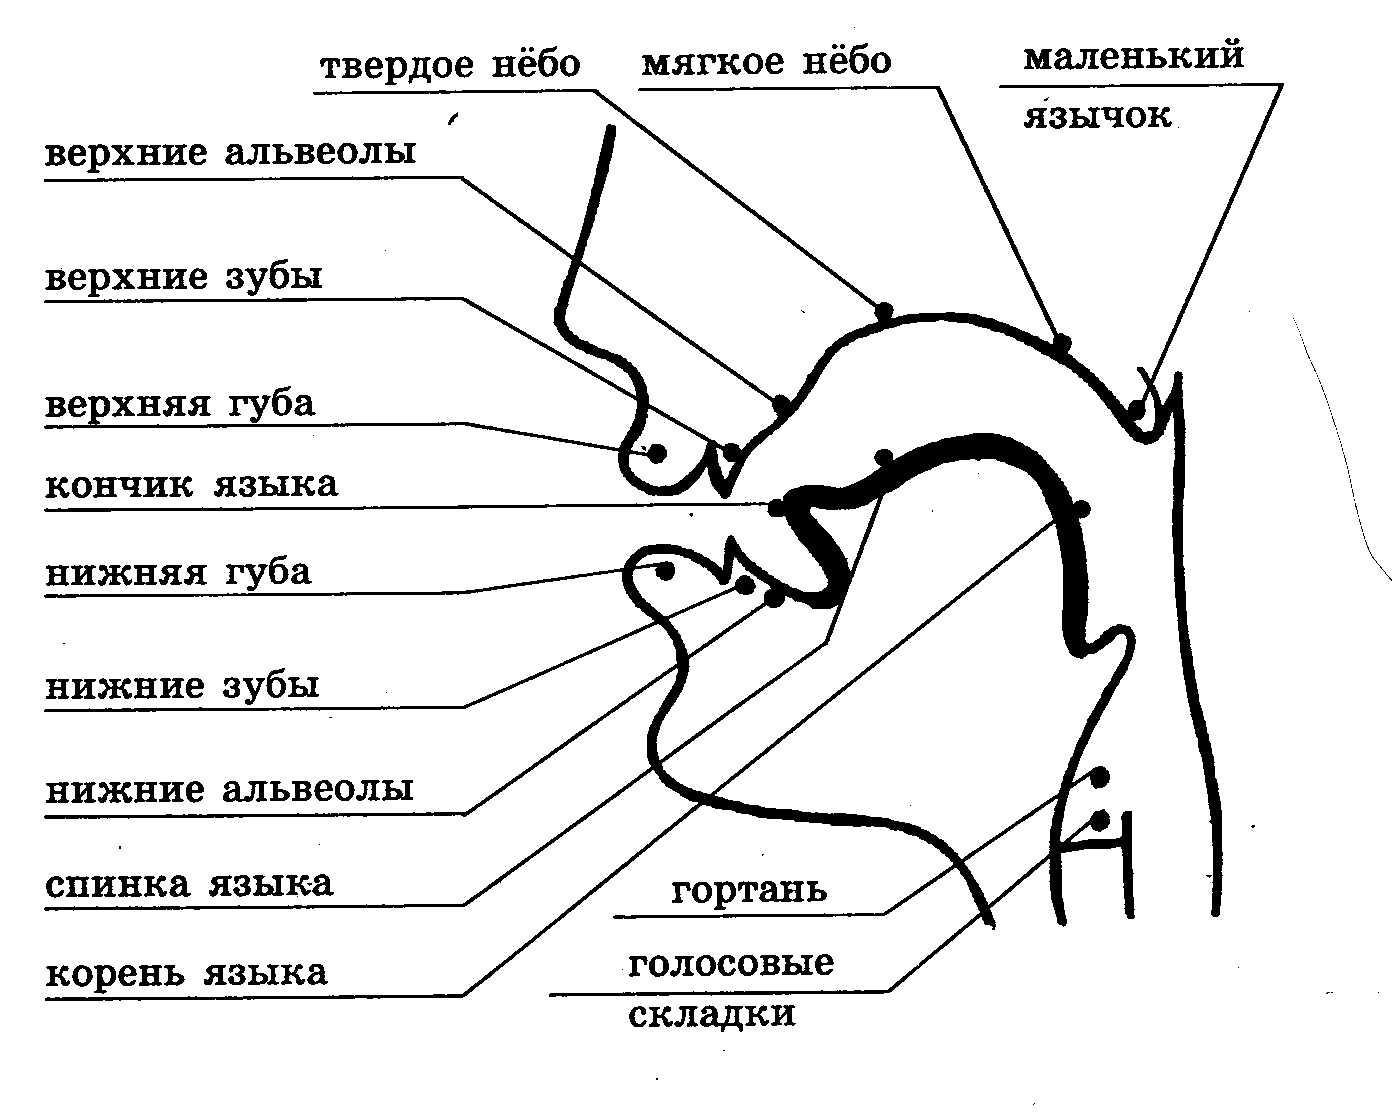 твердое нёбо
мягкое нёбо
маленький
язычок
верхние альвеолы
верхние зубы
верхняя губа
кончик языка
нижняя губа
нижние зубы
нижние альвеолы
спинка языка
корень языка
гортань
голосовые
складки